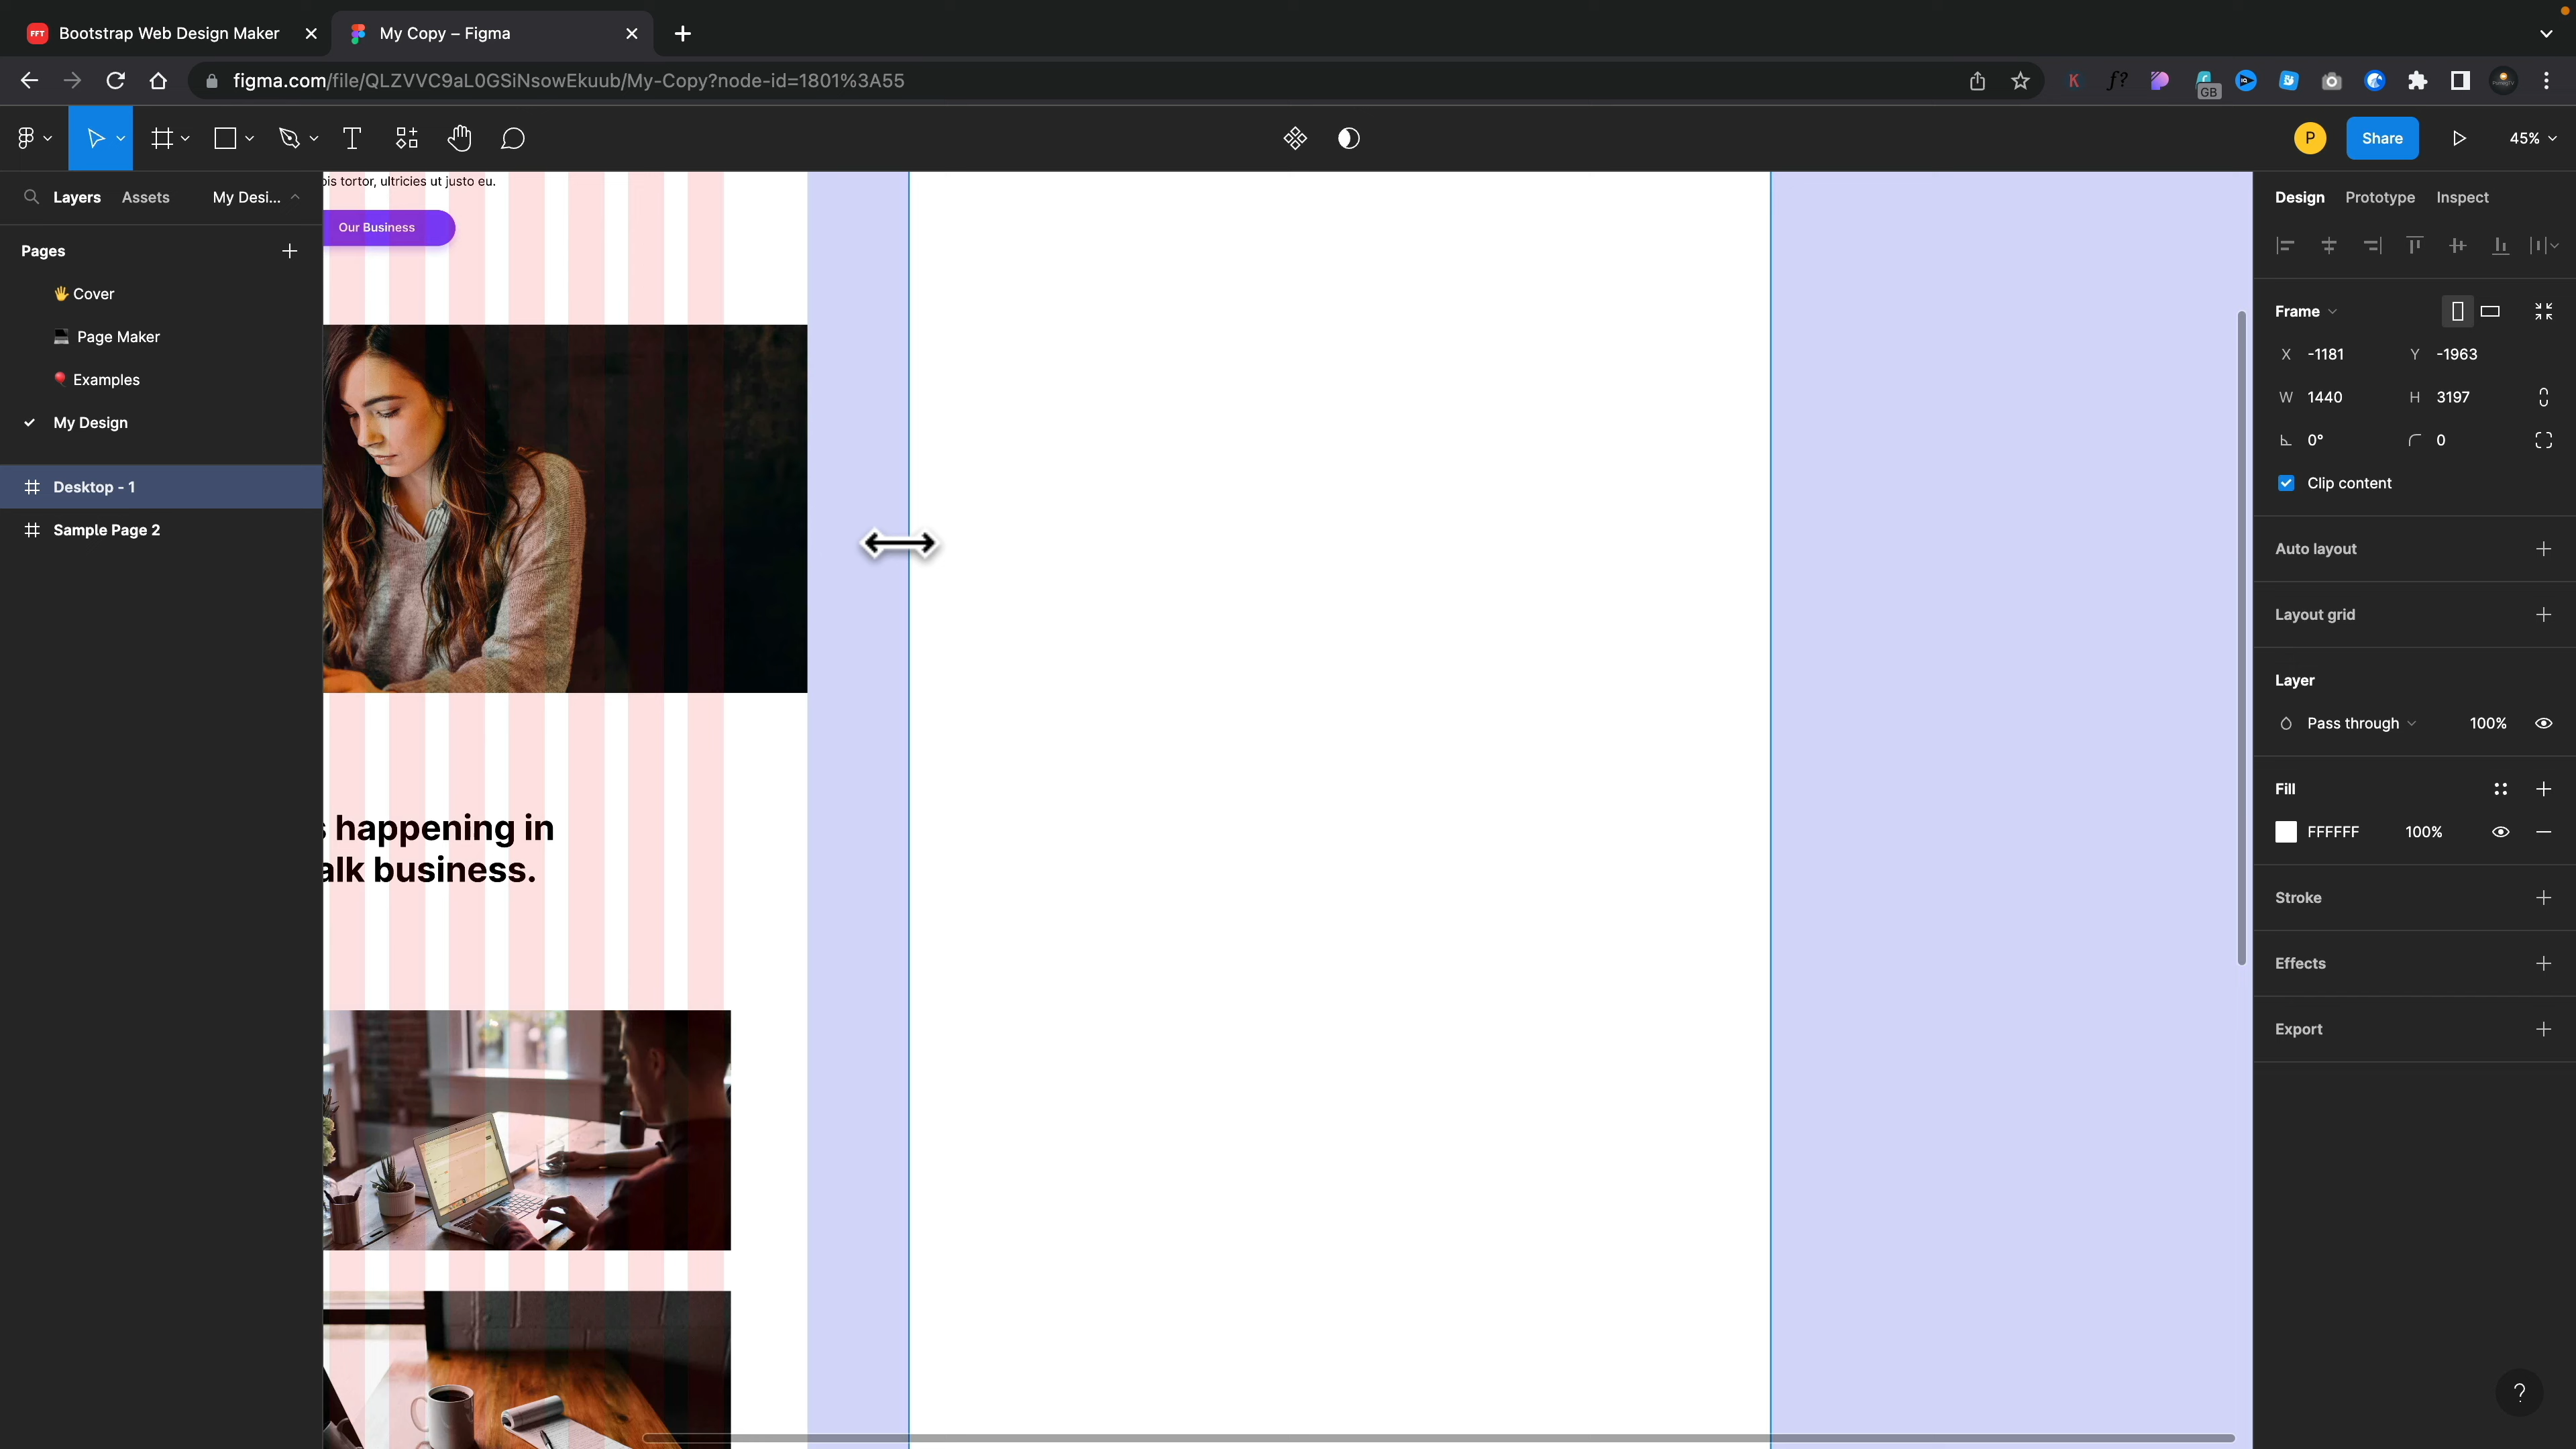 FFT Bootstrap Web Design Maker
My Copy – Figma
figma.com/file/QLZVVC9aL0GSiNsowEkuub/My-Copy?node-id=1801%3A55
K f? GB
P Share 45%
Layers Assets My Desi...
Pages
Cover
Page Maker
Examples
My Design
Desktop - 1
Sample Page 2
tortor, ultricies ut justo eu.
Our Business
happening in
business.
Design Prototype Inspect
Frame
X -1181 Y -1963
W 1440 H 3197
0° 0
Clip content
Auto layout
Layout grid
Layer
Pass through 100%
Fill
FFFFFF 100%
Stroke
Effects
Export
?